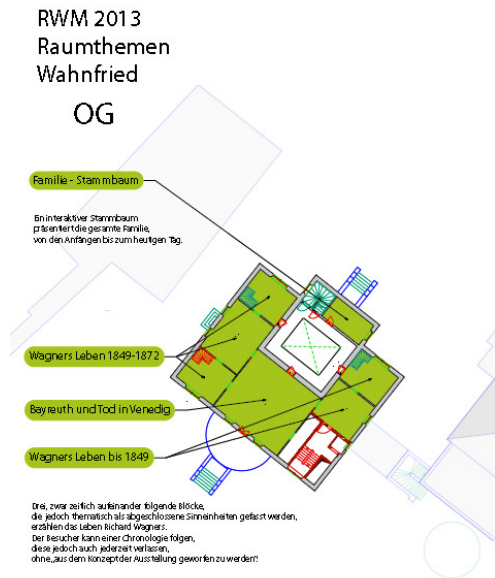 RWM 2013
Raumthemen
Wahnfried
OG
Familie - Stammbaum
Ein interaktiver Stammbaum
präsentiert die gesamte Familie,
von den Anfängen bis zum heutigen Tag.
Wagners Leben 1849-1872
Bayreuth und Tod in Venedig
Wagners Leben bis 1849
Drei, zwar zeitlich aufeinander folgende Blöcke,
die jedoch thematisch als abgeschlossene Sinneinheiten gefasst werden,
erzählen das Leben Richard Wagners.
Der Besucher kann einer Chronologie folgen,
diese jedoch auch jederzeit verlassen,
ohne „aus dem Konzept der Ausstellung geworfen zu werden“!